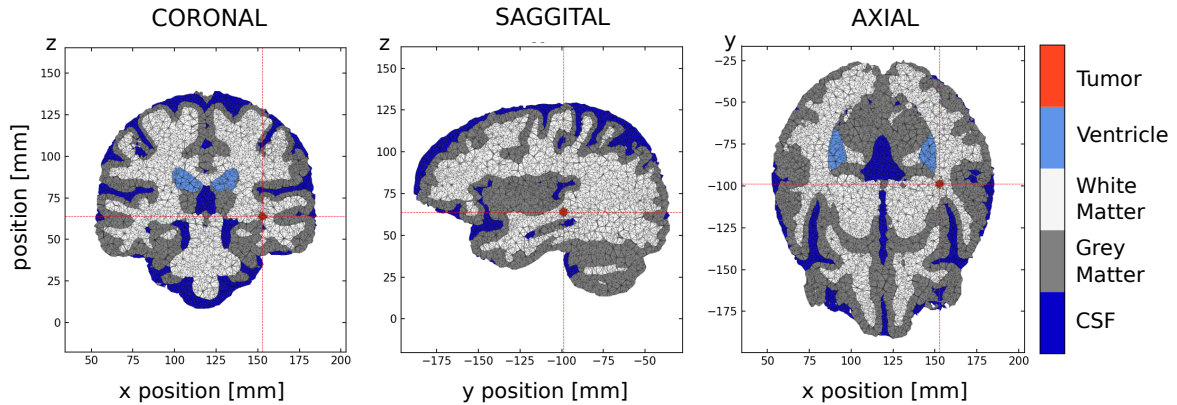 CORONAL
SAGGITAL
AXIAL
z
z
y
position [mm]
150
125
100
75
50
25
0
50
75
100
125
150
175
200
x position [mm]
150
125
100
75
50
25
0
−175
−150
−125
−100
−75
−50
y position [mm]
−25
−50
−75
−100
−125
−150
−175
50
75
100
125
150
175
200
x position [mm]
Tumor
Ventricle
White
Matter
Grey
Matter
CSF